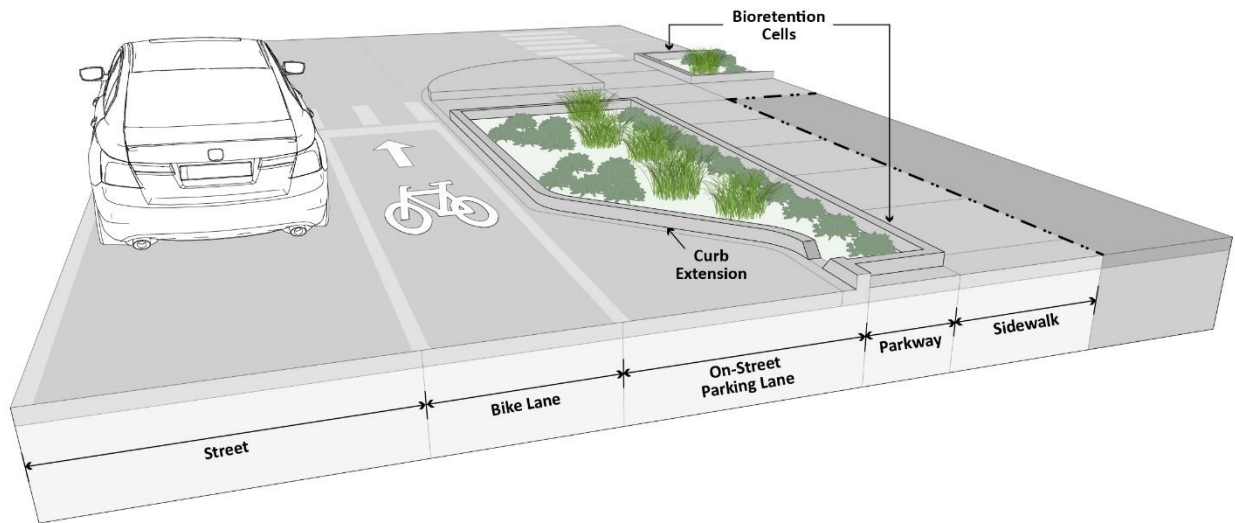 Bioretention
Cells
Curb
Extension
Street
Bike Lane
On-Street
Parking Lane
Parkway
Sidewalk